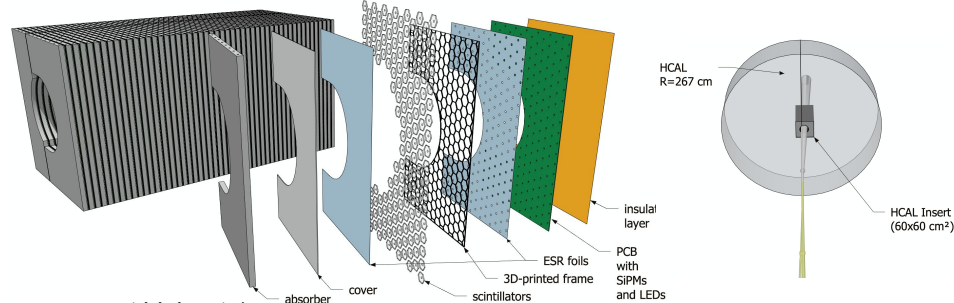 HCAL
R=267 cm
HCAL Insert
(60x60 cm²)
layer
PCB
with
SiPMs
and LEDs
ESR foils
3D-printed frame
scintillators
cover
absorber